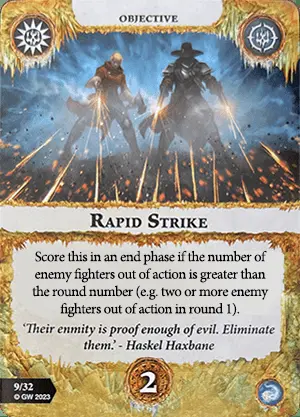 OBJECTIVE
RAPID STRIKE
Score this in an end phase if the number of
enemy fighters out of action is greater than
the round number (e.g. two or more enemy
fighters out of action in round 1).
‘Their enmity is proof enough of evil. Eliminate
them.’ - Haskel Haxbane
9/32
© GW 2023
2